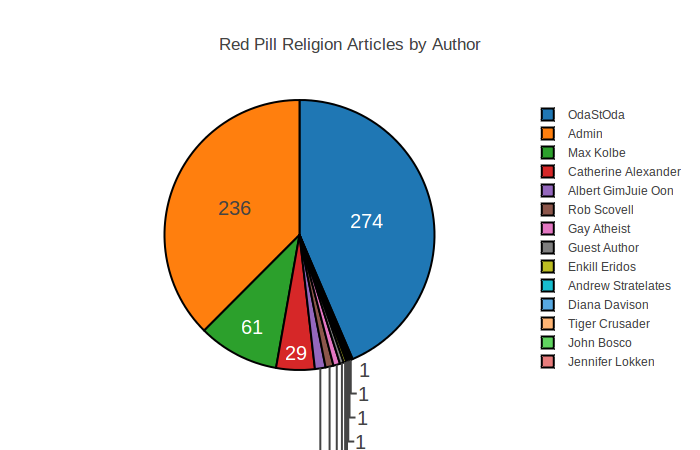 Red Pill Religion Articles by Author
236
274
61
29
1
1
1
1
OdaStOda
Admin
Max Kolbe
Catherine Alexander
Albert GimJuie Oon
Rob Scovell
Gay Atheist
Guest Author
Enkill Eridos
Andrew Stratelates
Diana Davison
Tiger Crusader
John Bosco
Jennifer Lokken